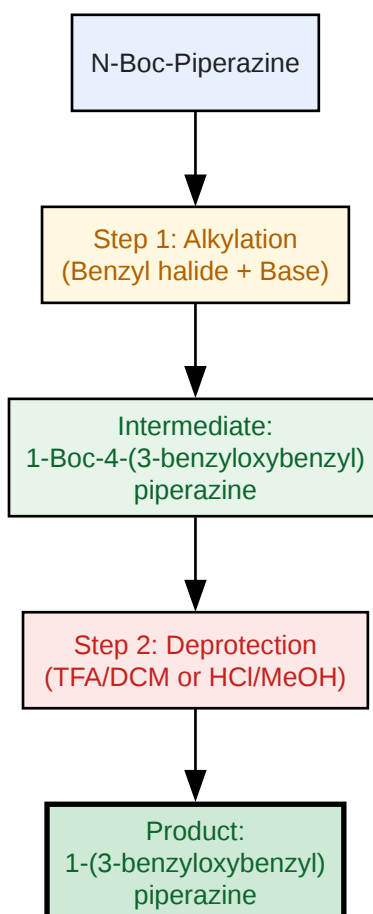 N-Boc-Piperazine
Step 1: Alkylation
(Benzyl halide + Base)
Intermediate:
1-Boc-4-(3-benzyloxybenzyl)
piperazine
Step 2: Deprotection
(TFA/DCM or HCl/MeOH)
Product:
1-(3-benzyloxybenzyl)
piperazine